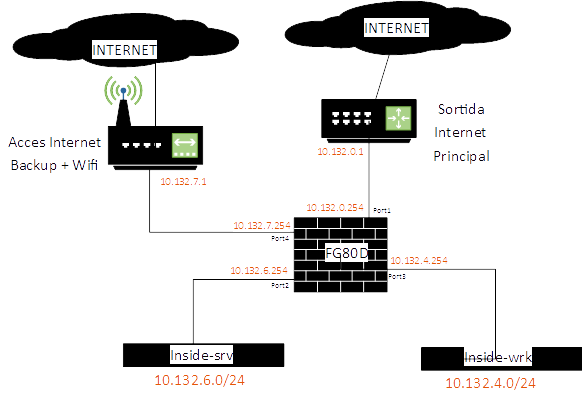 INTERNET
INTERNET
Acces Internet
Backup + Wifi
10.132.7.1
Sortida
Internet
Principal
10.132.0.1
10.132.0.254
Port1
10.132.7.254
Port4
FG80D
10.132.6.254
Port2
10.132.4.254
Port3
Inside-srv
10.132.6.0/24
Inside-wrk
10.132.4.0/24